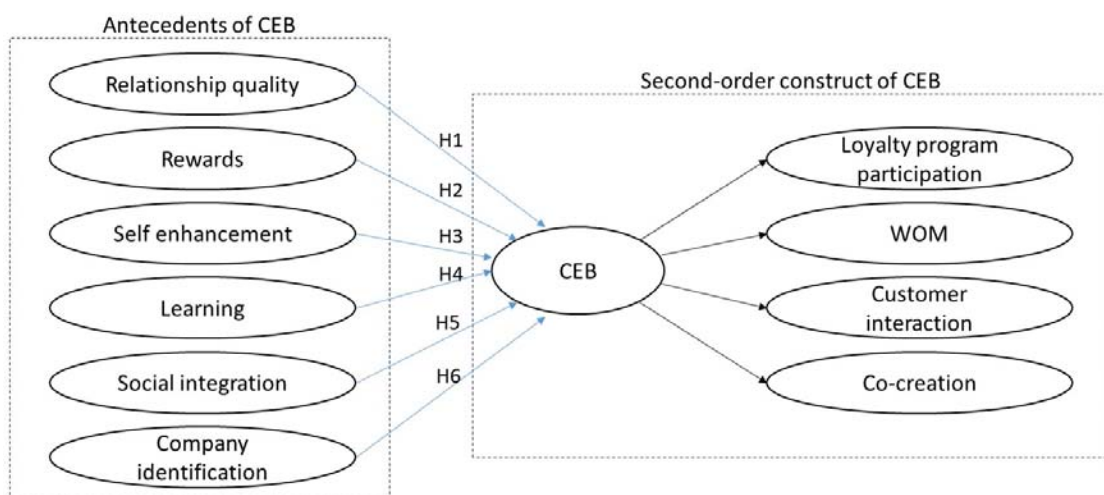 Antecedents of CEB
Relationship quality
Rewards
Self enhancement
Learning
Social integration
Company
identification
H1
H2
H3
H4
H5
H6
Second-order construct of CEB
CEB
Loyalty program
participation
WOM
Customer
interaction
Co-creation